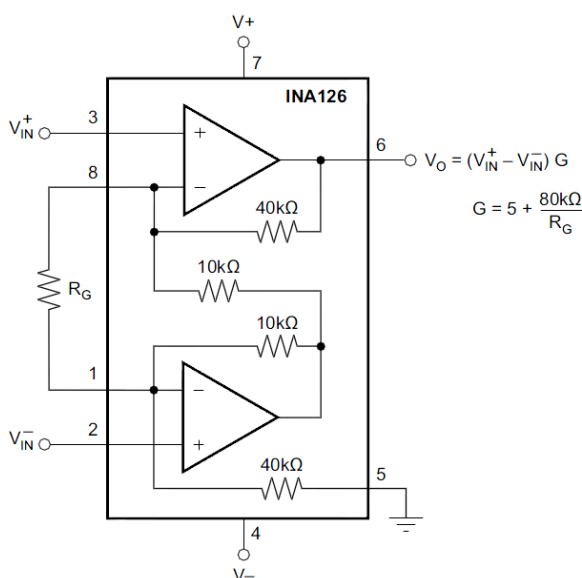 V+
7
INA126
V+IN
3
6
VO = (V+IN – V–IN) G
8
G = 5 + 80kΩ/RG
40kΩ
10kΩ
RG
10kΩ
1
V–IN
2
5
40kΩ
4
V–